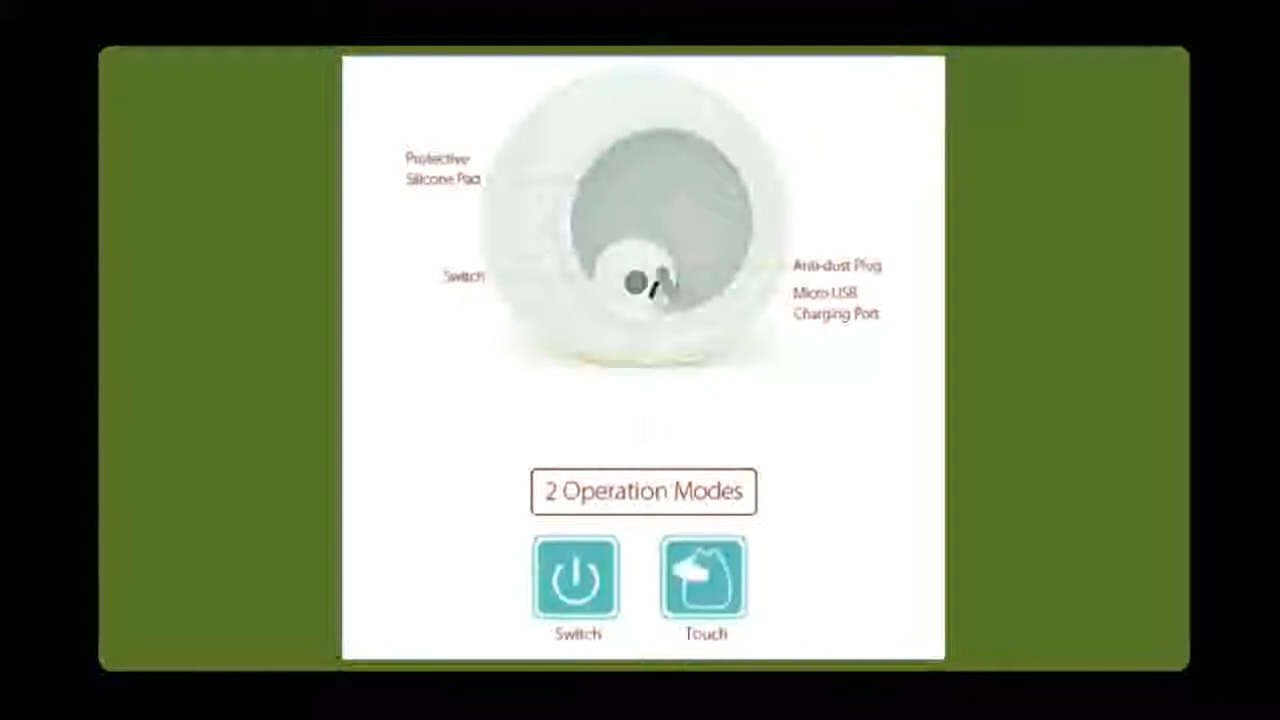 Protective
Silicone Pad
Switch
Anti-dust Plug
Micro USB
Charging Port
2 Operation Modes
Switch
Touch